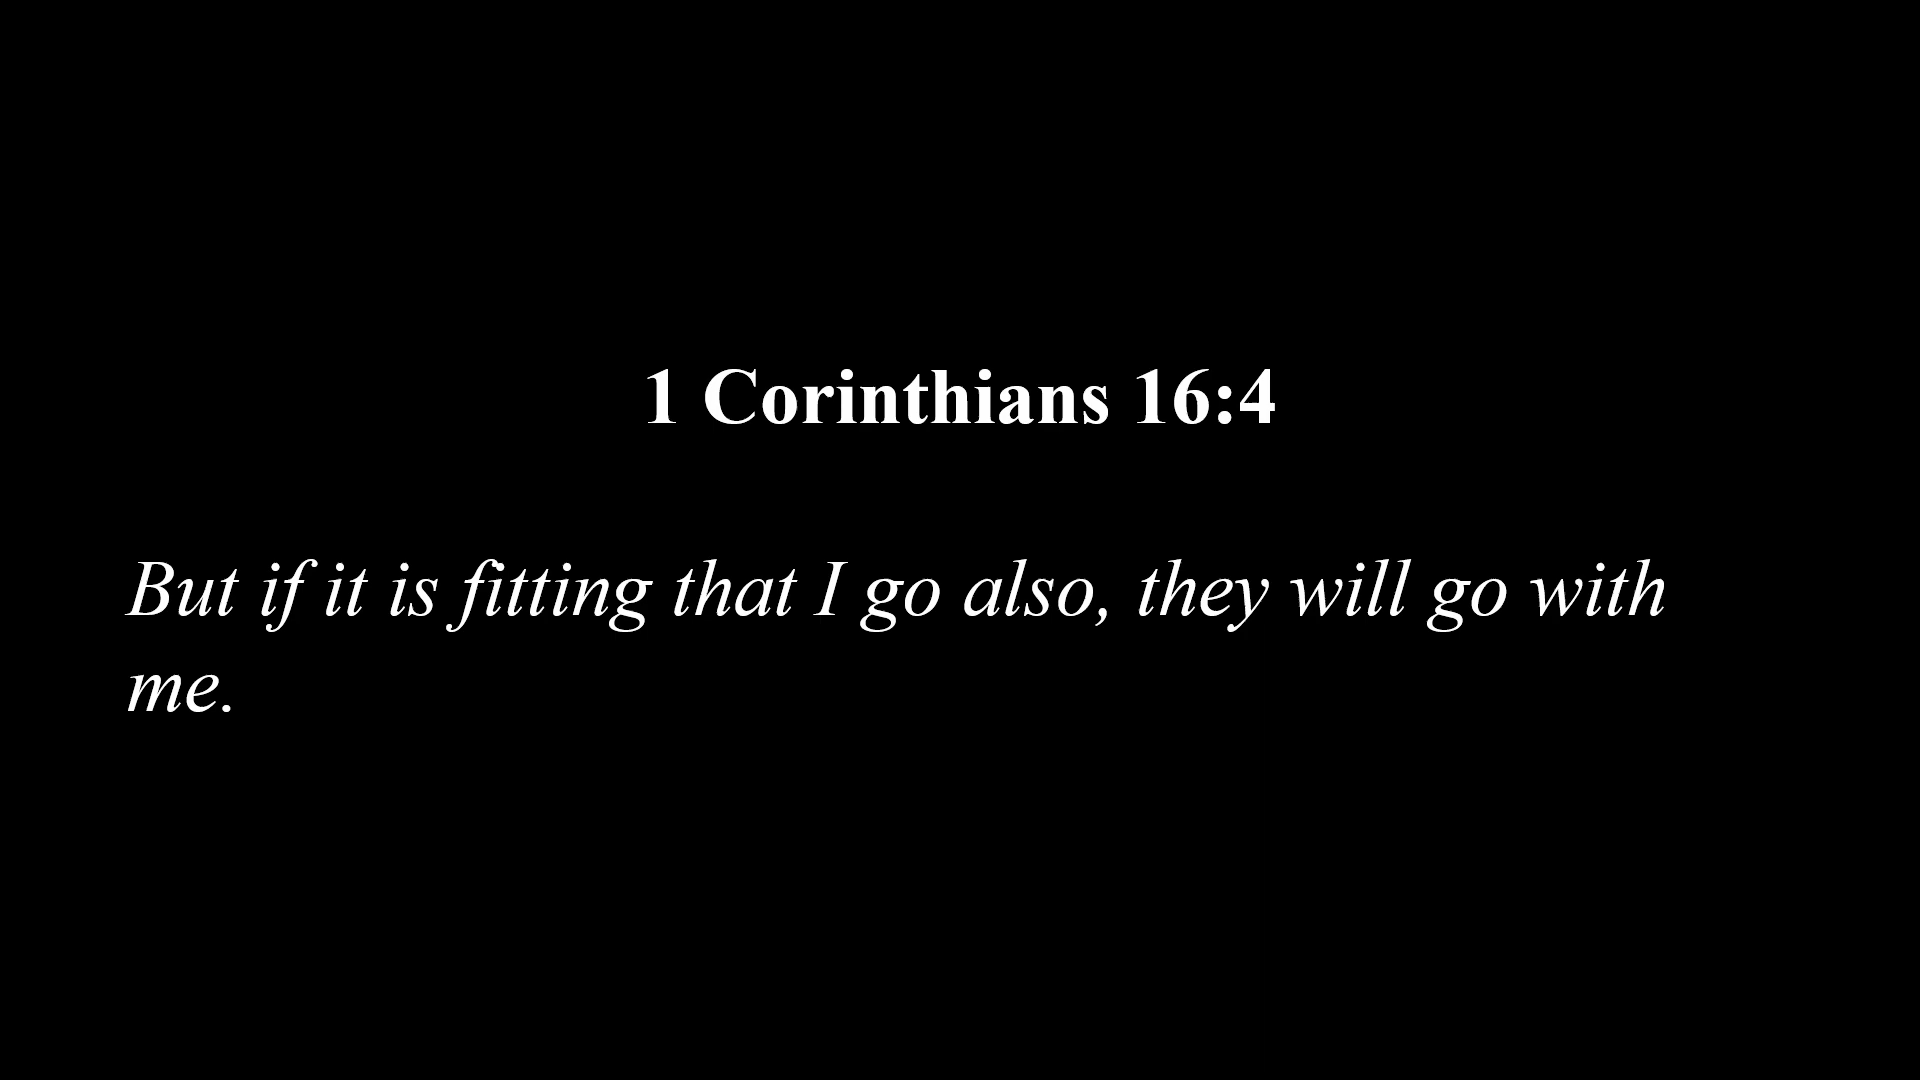 1 Corinthians 16:4
But if it is fitting that I go also, they will go with
me.